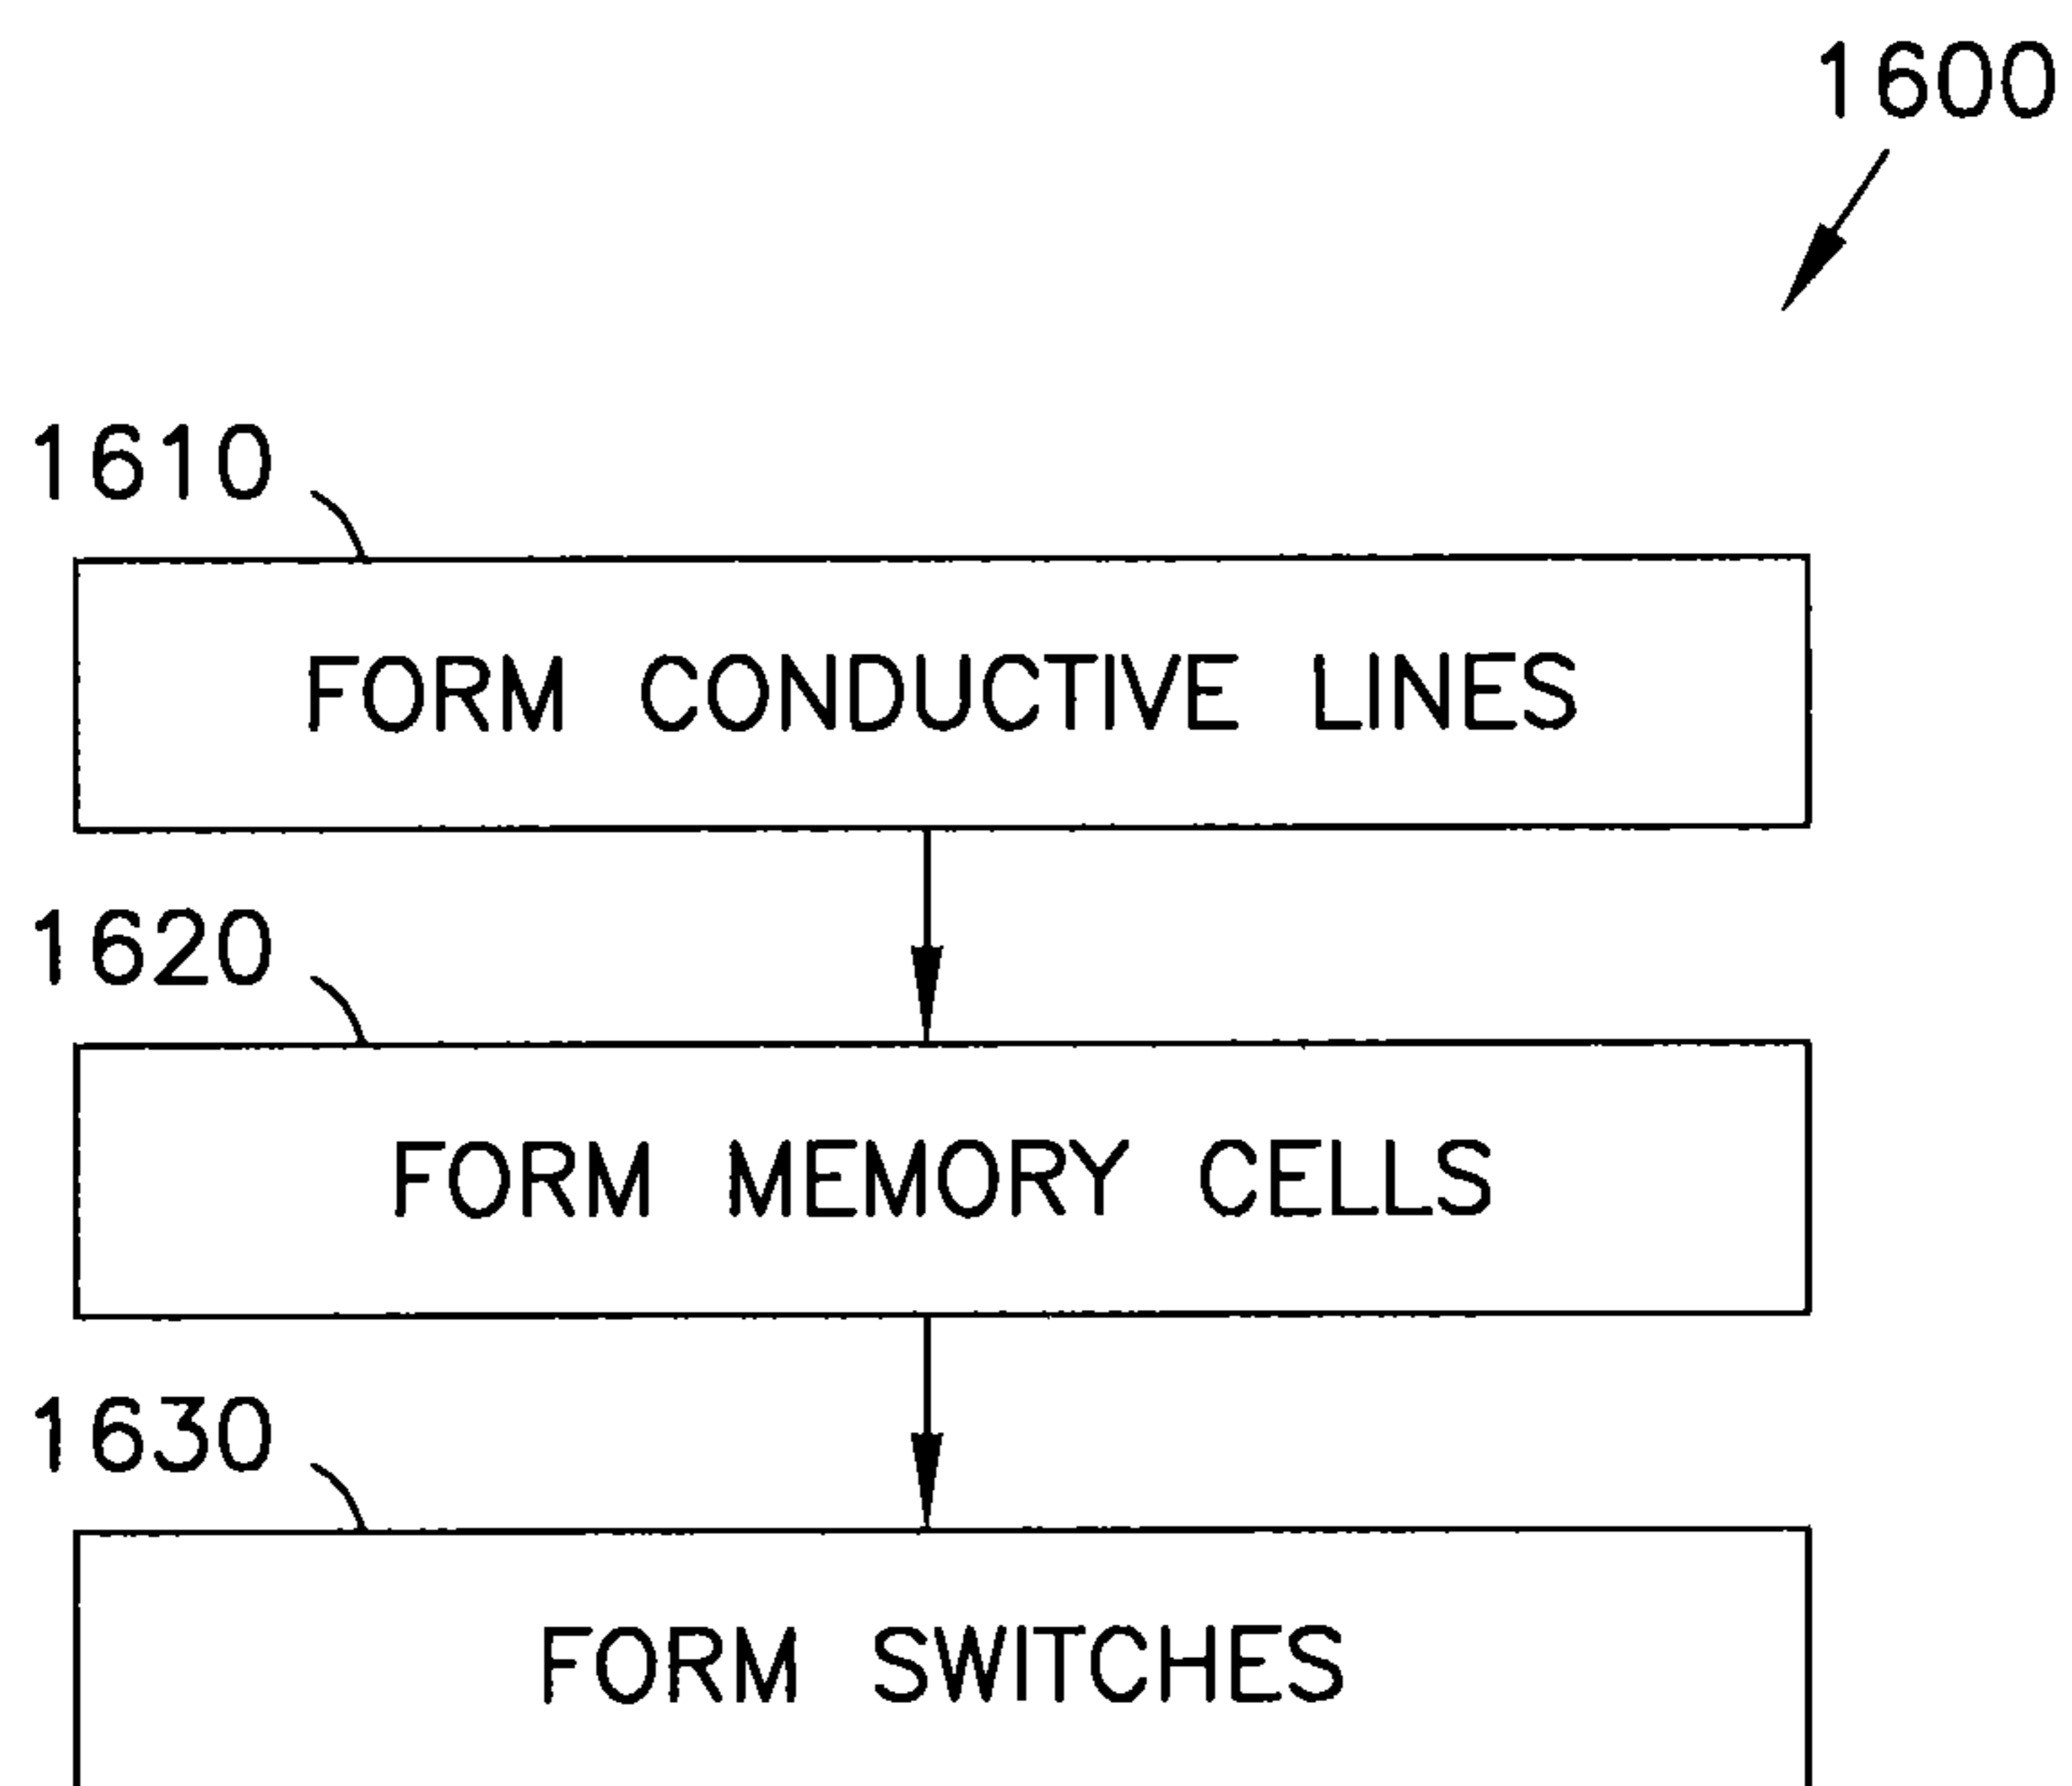 1600
1610
FORM CONDUCTIVE LINES
1620
FORM MEMORY CELLS
1630
FORM SWITCHES